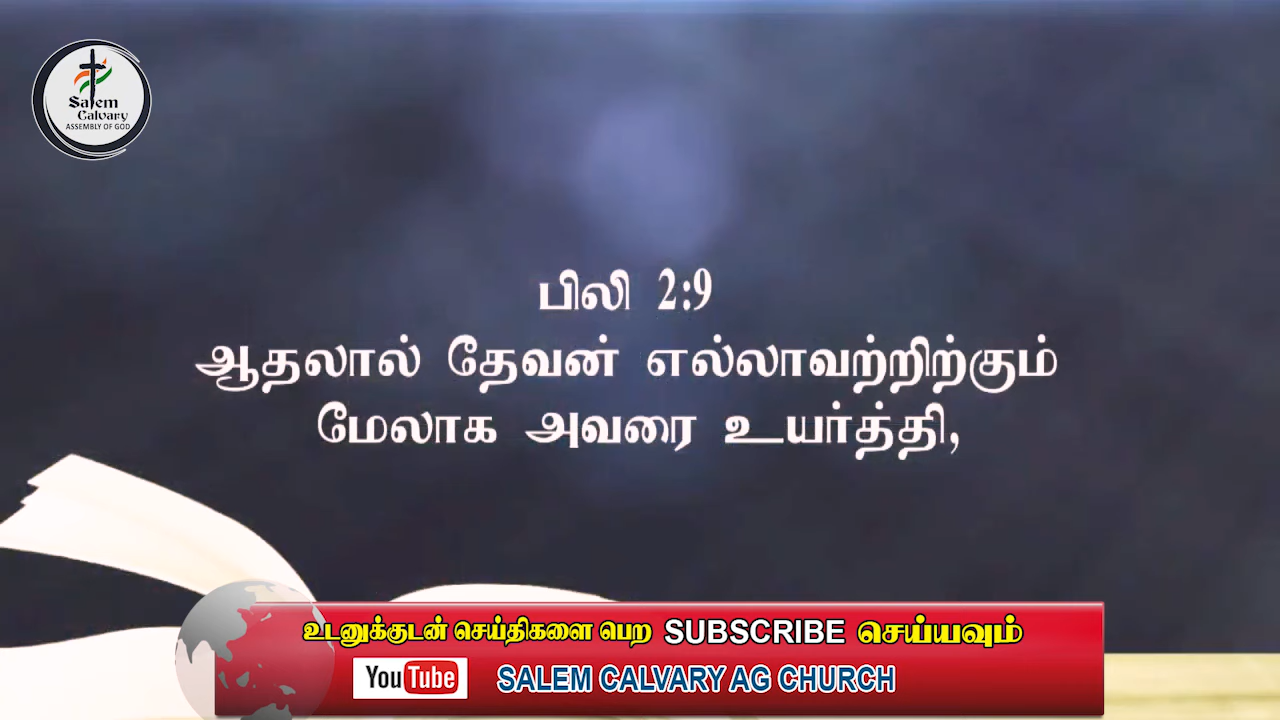 Salem
Calvary
ASSEMBLY OF GOD
பிலி 2:9
ஆதலால் தேவன் எல்லாவற்றிற்கும்
மேலாக அவரை உயர்த்தி,
உடனுக்குடன் செய்திகளை பெற SUBSCRIBE செய்யவும்
YouTube SALEM CALVARY AG CHURCH